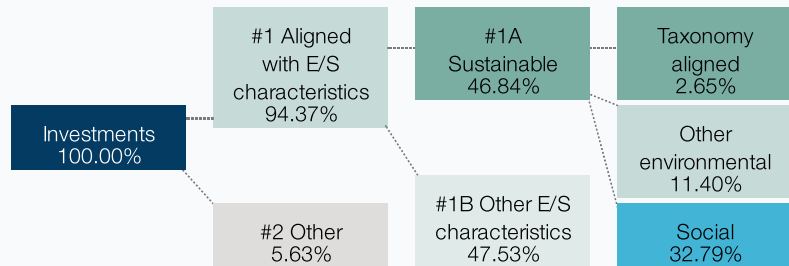 Investments
100.00%
#1 Aligned
with E/S
characteristics
94.37%
#2 Other
5.63%
#1A
Sustainable
46.84%
#1B Other E/S
characteristics
47.53%
Taxonomy
aligned
2.65%
Other
environmental
11.40%
Social
32.79%